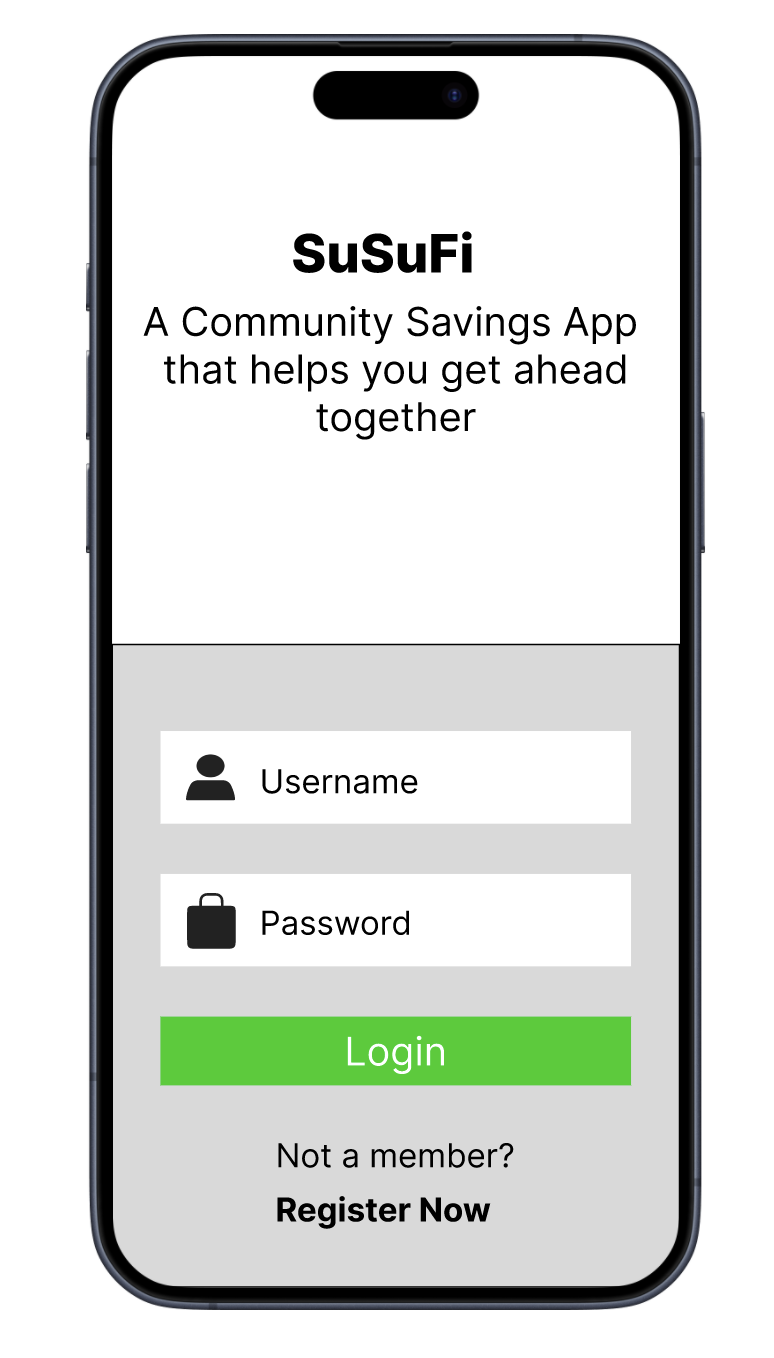 SuSuFi
A Community Savings App
that helps you get ahead
together
Username
Password
Login
Not a member?
Register Now